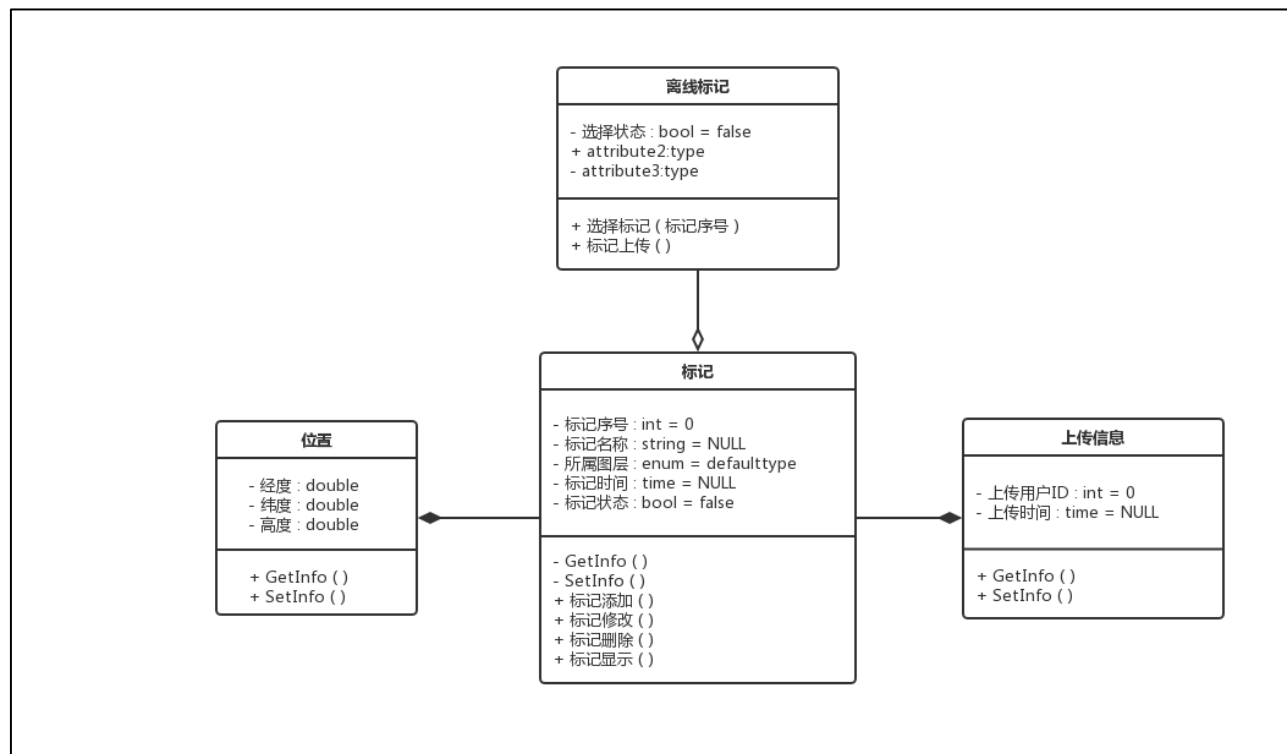 离线标记
- 选择状态 : bool = false
+ attribute2:type
- attribute3:type
+ 选择标记 ( 标记序号 )
+ 标记上传 ( )
标记
- 标记序号 : int = 0
- 标记名称 : string = NULL
- 所属图层 : enum = defaulttype
- 标记时间 : time = NULL
- 标记状态 : bool = false
- GetInfo ( )
- SetInfo ( )
+ 标记添加 ( )
+ 标记修改 ( )
+ 标记删除 ( )
+ 标记显示 ( )
位置
- 经度 : double
- 纬度 : double
- 高度 : double
+ GetInfo ( )
+ SetInfo ( )
上传信息
- 上传用户ID : int = 0
- 上传时间 : time = NULL
+ GetInfo ( )
+ SetInfo ( )